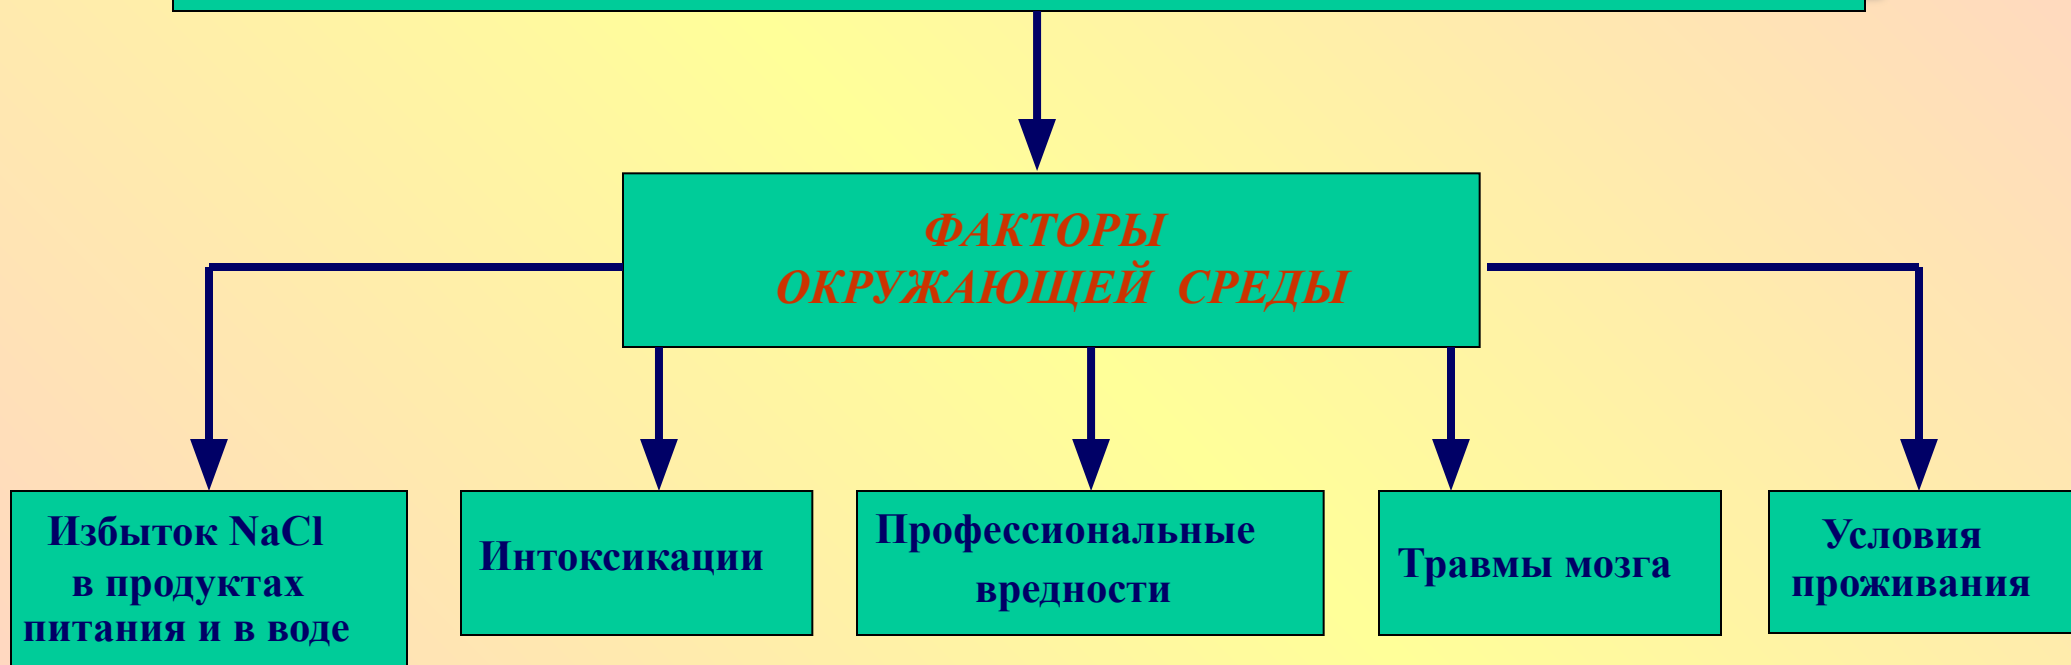 ФАКТОРЫ
ОКРУЖАЮЩЕЙ СРЕДЫ
Избыток NaCl
в продуктах
питания и в воде
Интоксикации
Профессиональные
вредности
Травмы мозга
Условия
проживания